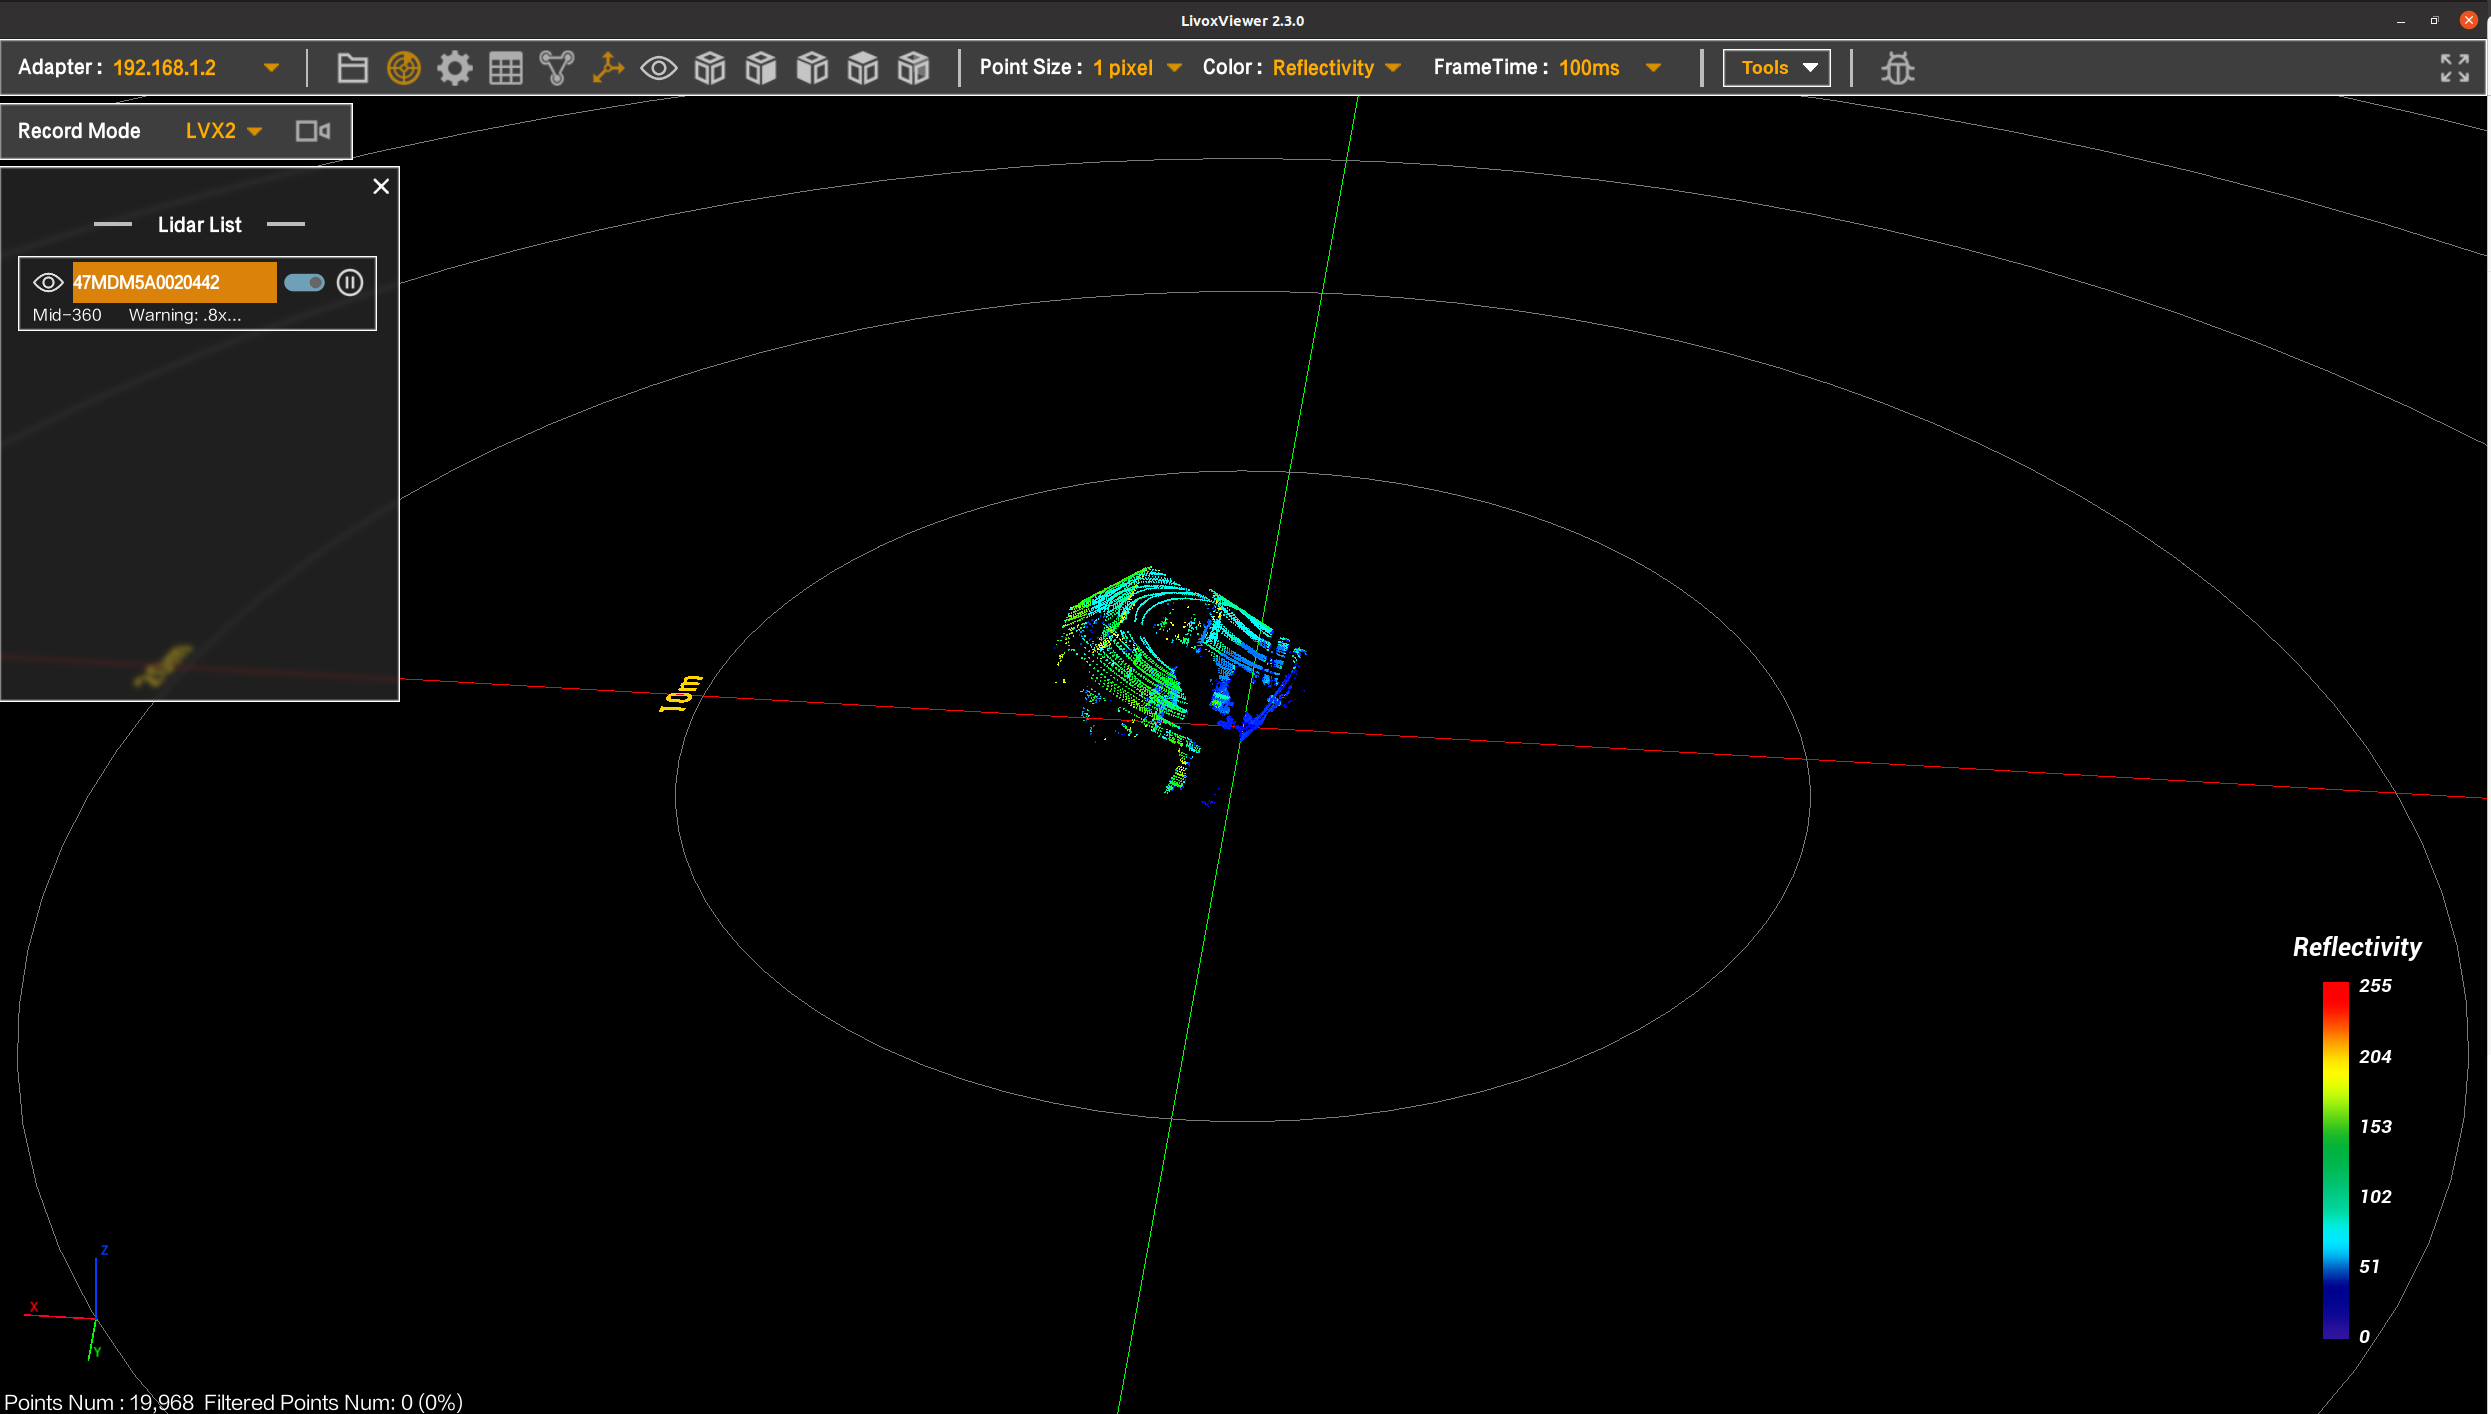 LivoxViewer 2.3.0
Adapter : 192.168.1.2 Point Size : 1 pixel Color : Reflectivity FrameTime : 100ms Tools
Record Mode LVX2
Lidar List
47MDM5A0020442
Mid-360 Warning: .8x...
10m
Reflectivity
255
204
153
102
51
0
Z
X
Y
Points Num : 19,968 Filtered Points Num: 0 (0%)